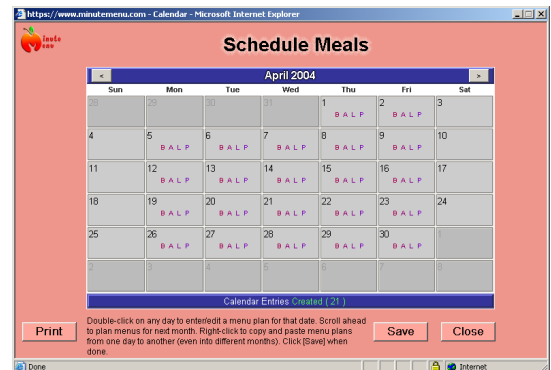 https://www.minutemenu.com - Calendar - Microsoft Internet Explorer
Minute
Menu
Schedule Meals
< April 2004 >
Sun Mon Tue Wed Thu Fri Sat
28 29 30 31 1 2 3
B A L P B A L P
4 5 6 7 8 9 10
B A L P B A L P B A L P B A L P B A L P
11 12 13 14 15 16 17
B A L P B A L P B A L P B A L P B A L P
18 19 20 21 22 23 24
B A L P B A L P B A L P B A L P B A L P
25 26 27 28 29 30 1
B A L P B A L P B A L P B A L P B A L P
2 3 4 5 6 7 8
Calendar Entries Created ( 21 )
Print
Double-click on any day to enter/edit a menu plan for that date. Scroll ahead
to plan menus for next month. Right-click to copy and paste menu plans
from one day to another (even into different months). Click [Save] when
done.
Save Close
Done Internet